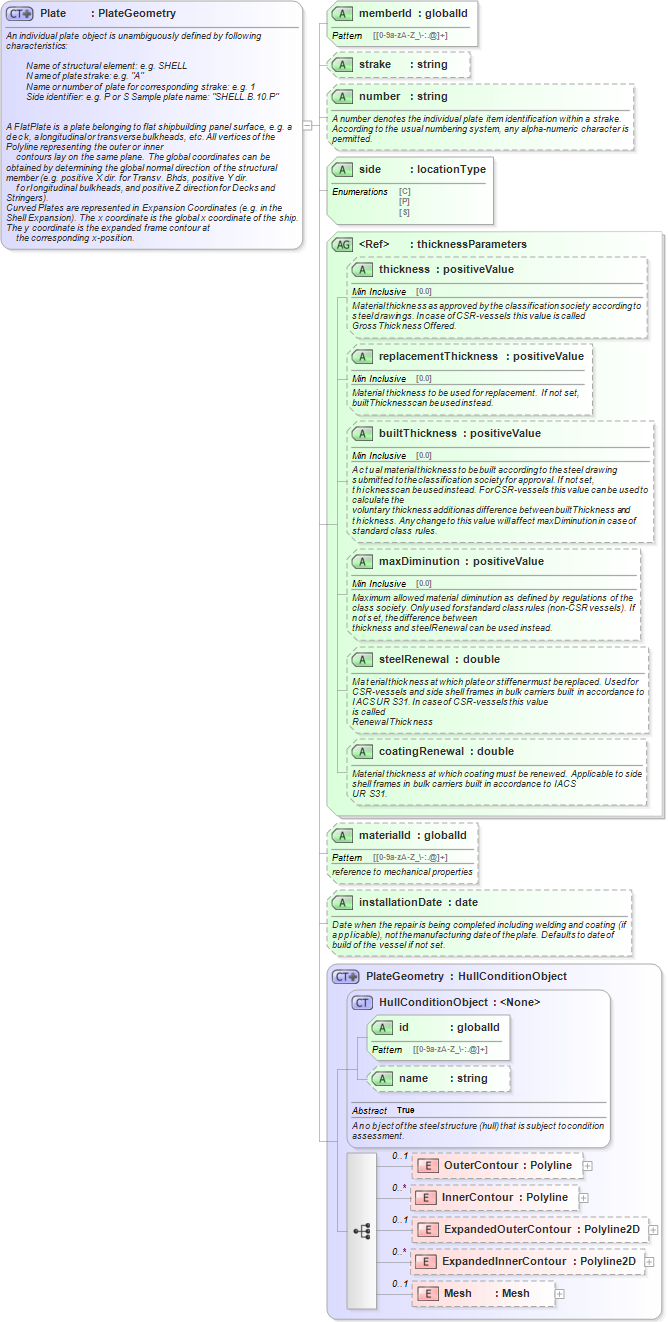 CT Plate : PlateGeometry
An individual plate object is unambiguously defined by following
characteristics:
Name of structural element: e.g. SHELL
Name of plate strake: e.g. "A"
Name or number of plate for corresponding strake: e.g. 1
Side identifier: e.g. P or S Sample plate name: "SHELL.B.10.P"
A FlatPlate is a plate belonging to flat shipbuilding panel surface, e.g. a
deck, a longitudinal or transverse bulkheads, etc. All vertices of the
Polyline representing the outer or inner
contours lay on the same plane. The global coordinates can be
obtained by determining the global normal direction of the structural
member (e.g. positive X dir. for Transv. Bhds, positive Y dir.
for longitudinal bulkheads, and positive Z direction for Decks and
Stringers).
Curved Plates are represented in Expansion Coordinates (e.g. in the
Shell Expansion). The x coordinate is the global x coordinate of the ship.
The y coordinate is the expanded frame contour at
the corresponding x-position.
A memberId : globalId
Pattern [[0-9a-zA-Z_\-:.@]+]
A strake : string
A number : string
A number denotes the individual plate item identification within a strake.
According to the usual numbering system, any alpha-numeric character is
permitted.
A side : locationType
Enumerations [C]
[P]
[S]
AG <Ref> : thicknessParameters
A thickness : positiveValue
Min Inclusive [0.0]
Material thickness as approved by the classification society according to
steel drawings. In case of CSR-vessels this value is called
Gross Thickness Offered.
A replacementThickness : positiveValue
Min Inclusive [0.0]
Material thickness to be used for replacement. If not set,
builtThickness can be used instead.
A builtThickness : positiveValue
Min Inclusive [0.0]
Actual material thickness to be built according to the steel drawing
submitted to the classification society for approval. If not set,
thickness can be used instead. For CSR-vessels this value can be used to
calculate the
voluntary thickness addition as difference between builtThickness and
thickness. Any change to this value will affect maxDiminution in case of
standard class rules.
A maxDiminution : positiveValue
Min Inclusive [0.0]
Maximum allowed material diminution as defined by regulations of the
class society. Only used for standard class rules (non-CSR vessels). If
not set, the difference between
thickness and steelRenewal can be used instead.
A steelRenewal : double
Material thickness at which plate or stiffener must be replaced. Used for
CSR-vessels and side shell frames in bulk carriers built in accordance to
IACS UR S31. In case of CSR-vessels this value
is called
Renewal Thickness
A coatingRenewal : double
Material thickness at which coating must be renewed. Applicable to side
shell frames in bulk carriers built in accordance to IACS
UR S31.
A materialId : globalId
Pattern [[0-9a-zA-Z_\-:.@]+]
reference to mechanical properties
A installationDate : date
Date when the repair is being completed including welding and coating (if
applicable), not the manufacturing date of the plate. Defaults to date of
build of the vessel if not set.
CT PlateGeometry : HullConditionObject
CT HullConditionObject : <None>
A id : globalId
Pattern [[0-9a-zA-Z_\-:.@]+]
A name : string
Abstract True
An object of the steel structure (hull) that is subject to condition
assessment.
0..1
E OuterContour : Polyline
0..*
E InnerContour : Polyline
0..1
E ExpandedOuterContour : Polyline2D
0..*
E ExpandedInnerContour : Polyline2D
0..1
E Mesh : Mesh